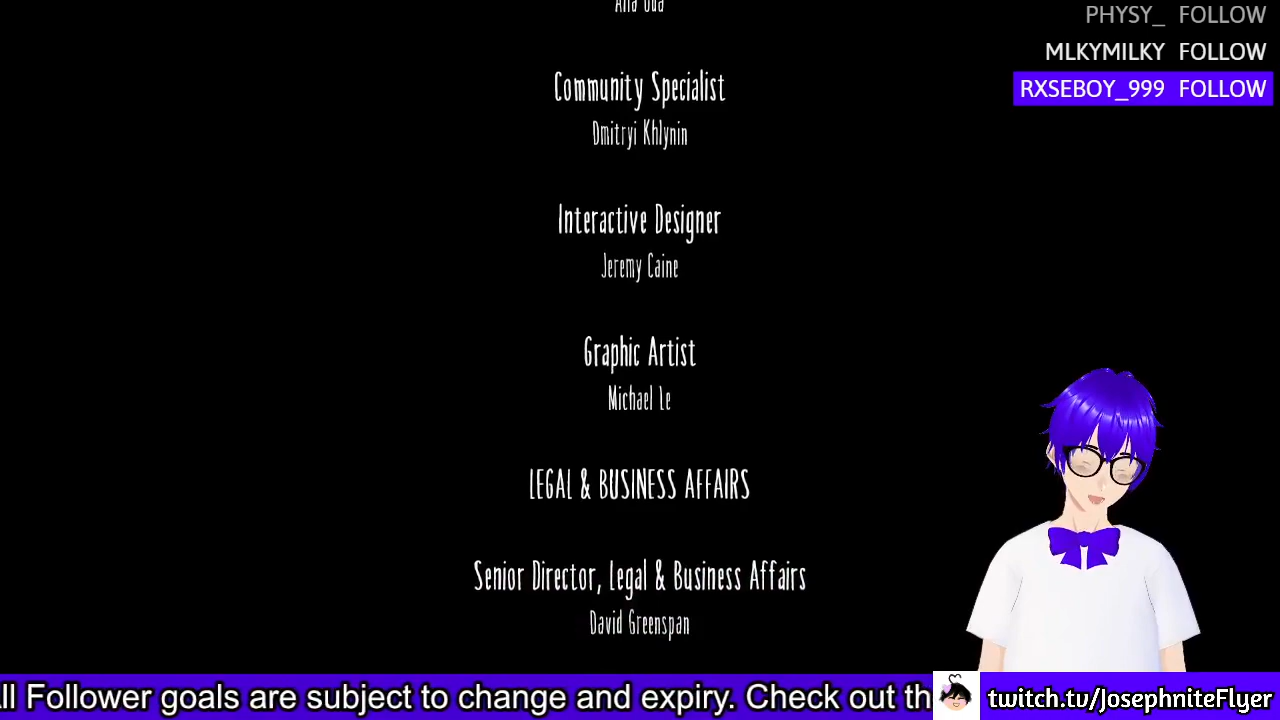 PHYSY_ FOLLOW
MLKYMILKY FOLLOW
RXSEBOY_999 FOLLOW
Community Specialist
Dmitryi Khlynin
Interactive Designer
Jeremy Caine
Graphic Artist
Michael Le
LEGAL & BUSINESS AFFAIRS
Senior Director, Legal & Business Affairs
David Greenspan
Follower goals are subject to change and expiry. Check out
twitch.tv/JosephniteFlyer